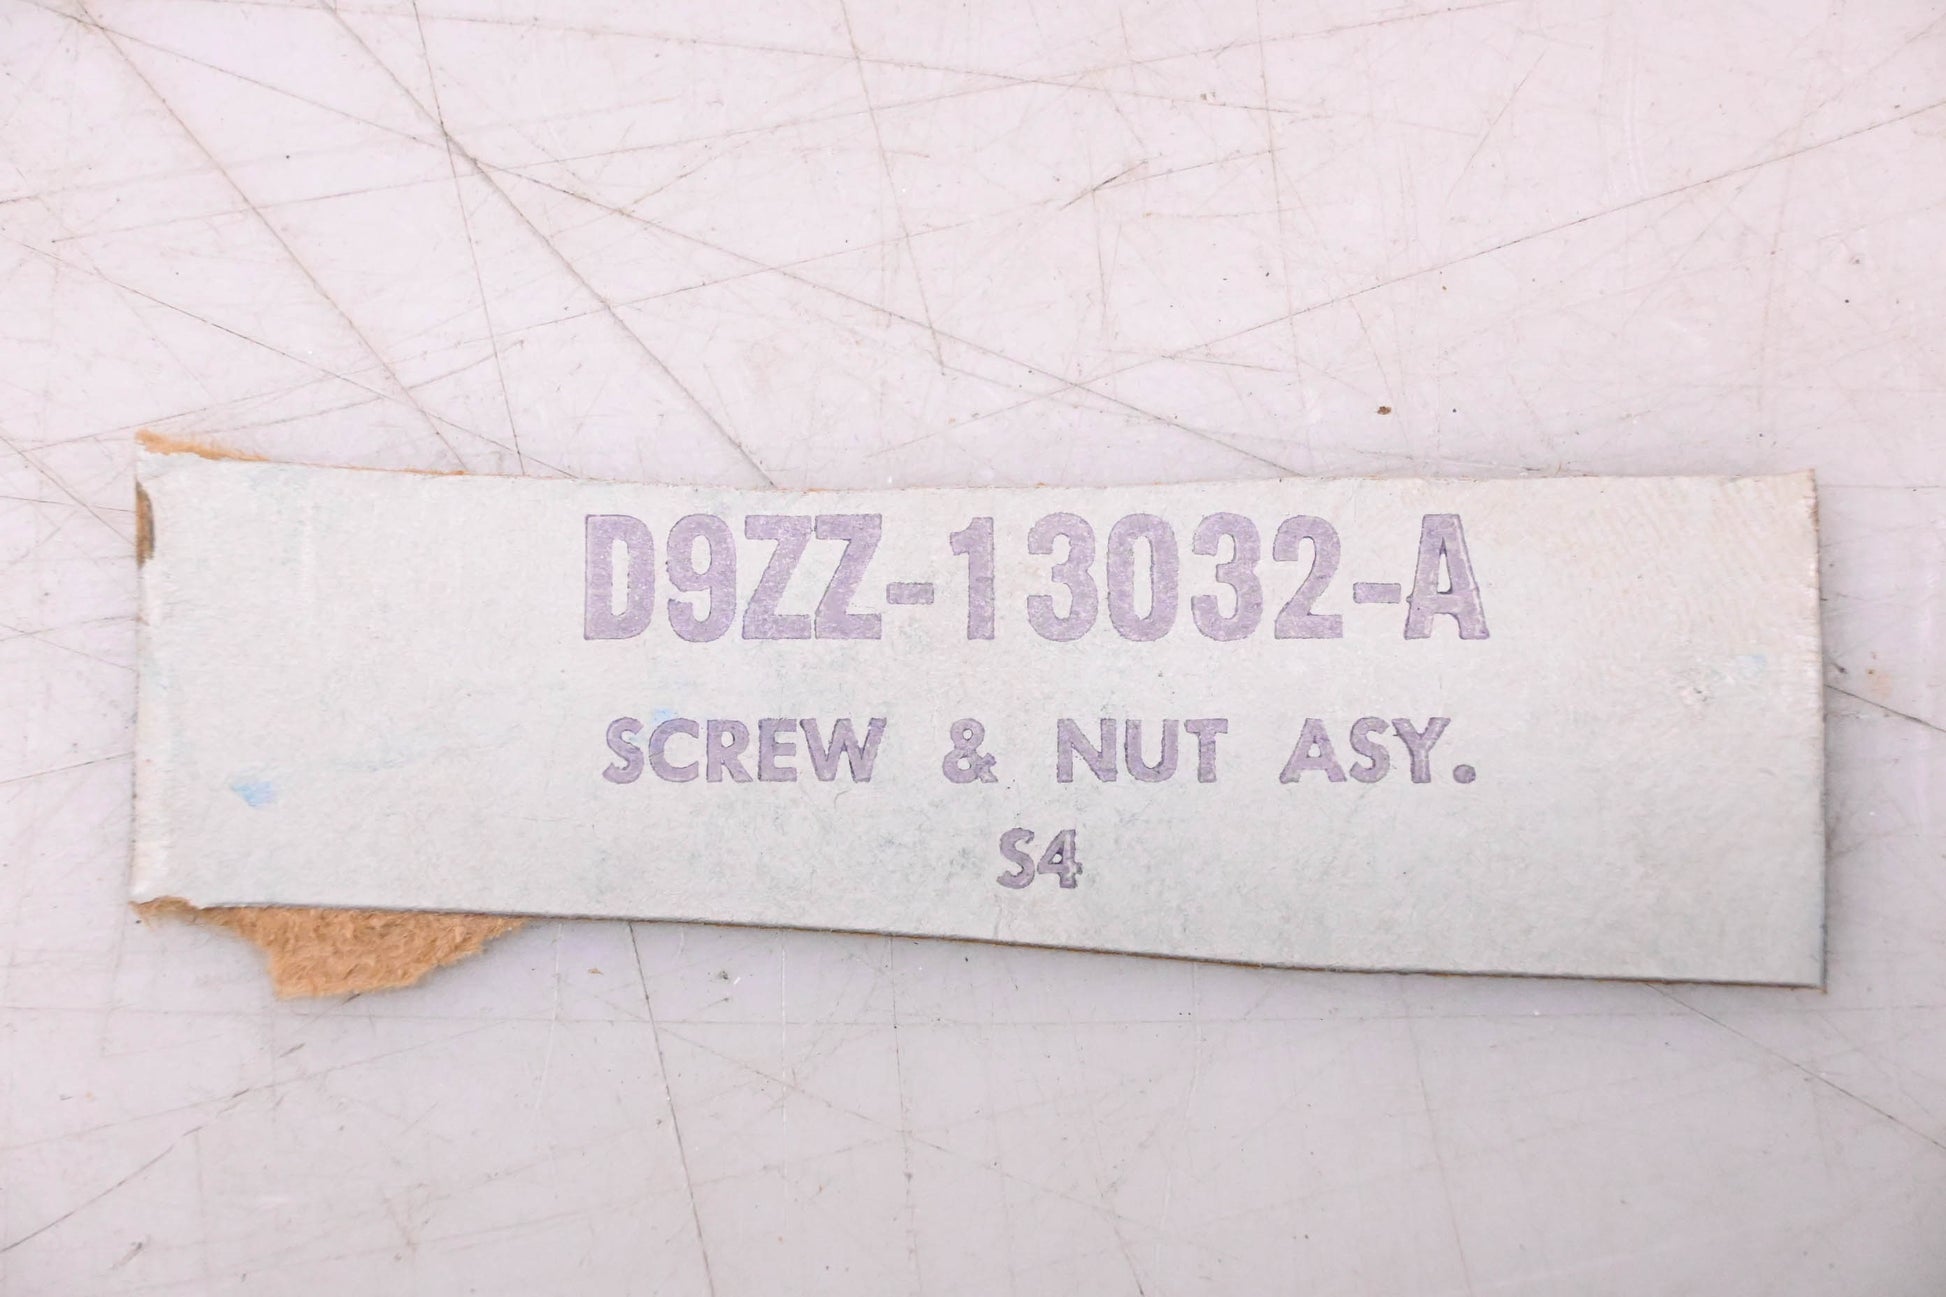 D9ZZ-13032-A
SCREW & NUT ASY.
S4